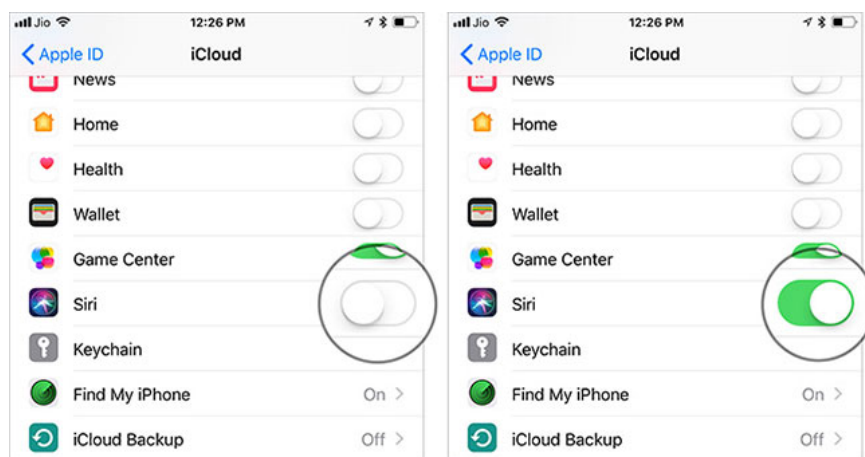 Jio 12:26 PM
Apple ID iCloud
News
Home
Health
Wallet
Game Center
Siri
Keychain
Find My iPhone On
iCloud Backup Off
Jio 12:26 PM
Apple ID iCloud
News
Home
Health
Wallet
Game Center
Siri
Keychain
Find My iPhone On
iCloud Backup Off